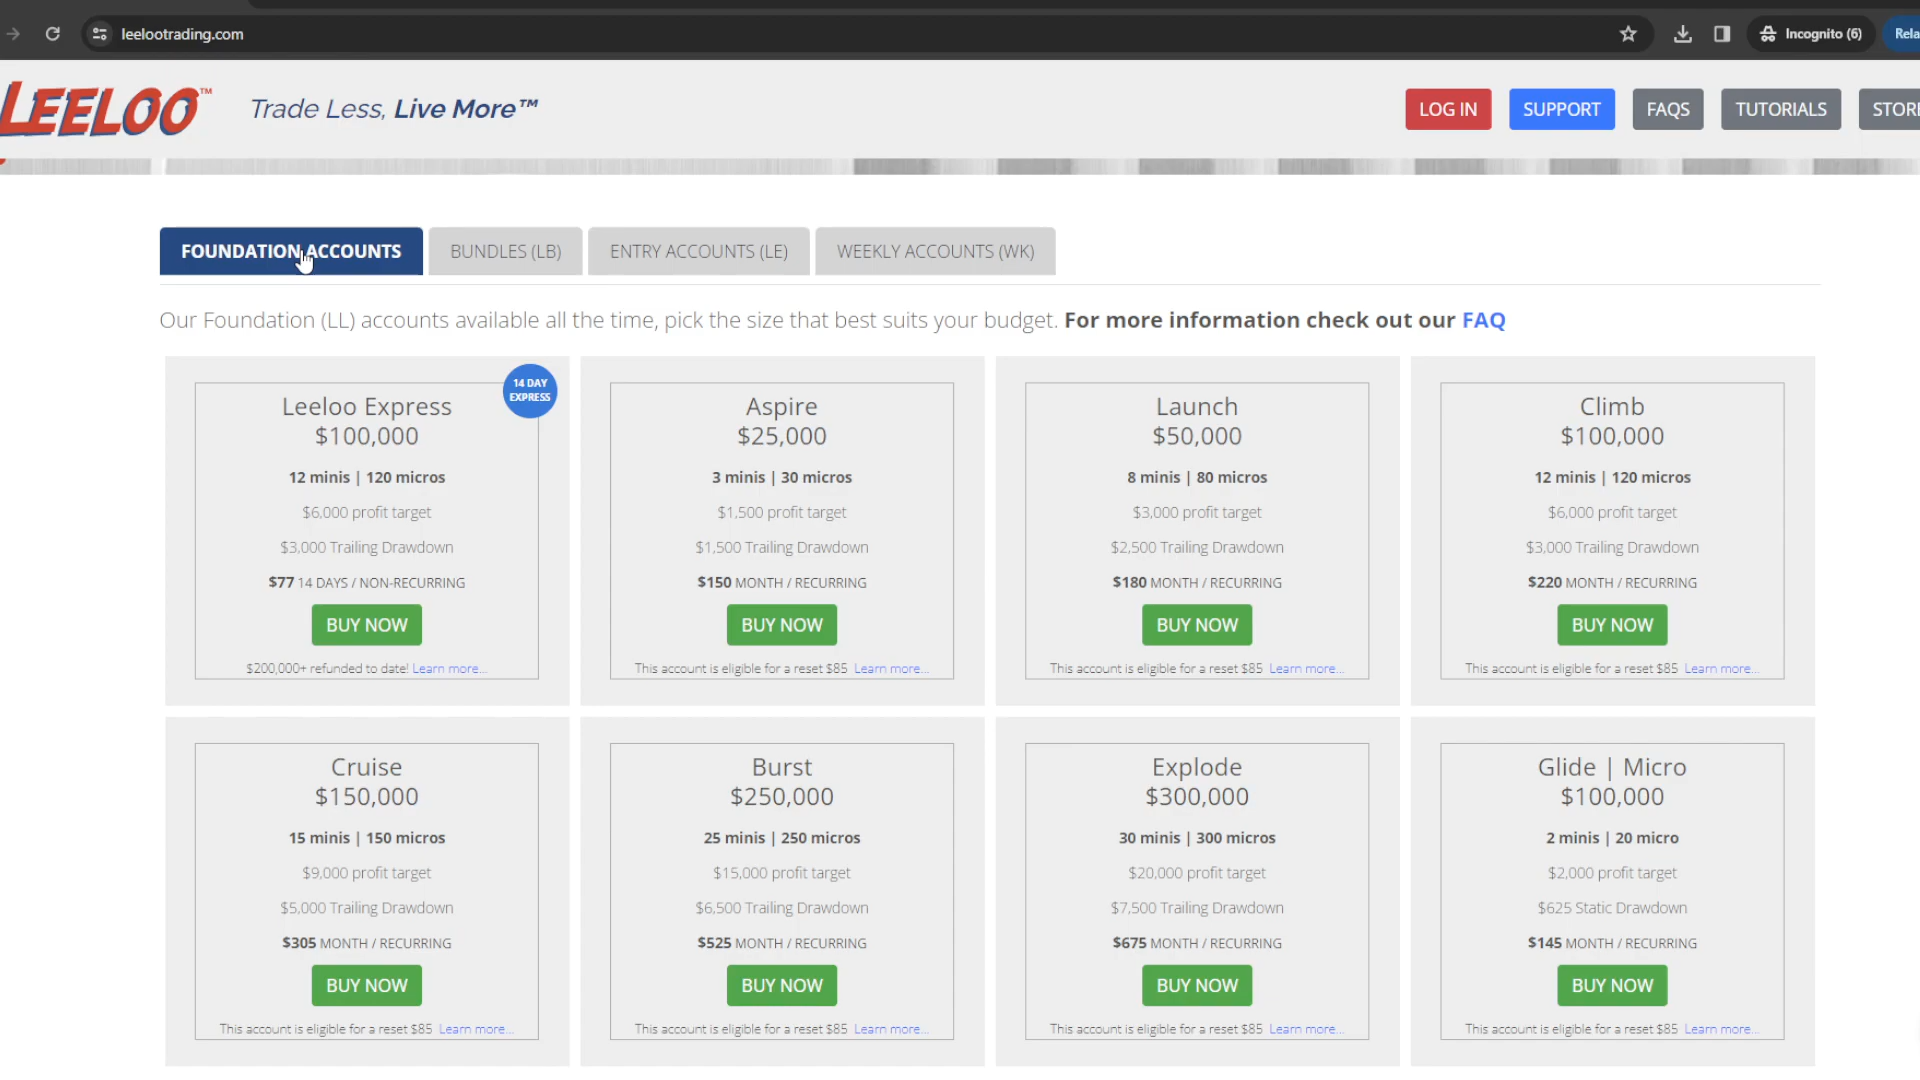 leelootrading.com
Incognito (6)
Rela
LEELOO™
Trade Less, Live More™
LOG IN
SUPPORT
FAQS
TUTORIALS
STORE
FOUNDATION ACCOUNTS
BUNDLES (LB)
ENTRY ACCOUNTS (LE)
WEEKLY ACCOUNTS (WK)
Our Foundation (LL) accounts available all the time, pick the size that best suits your budget. For more information check out our FAQ
14 DAY
EXPRESS
Leeloo Express
$100,000
12 minis | 120 micros
$6,000 profit target
$3,000 Trailing Drawdown
$77 14 DAYS / NON-RECURRING
BUY NOW
$200,000+ refunded to date! Learn more...
Aspire
$25,000
3 minis | 30 micros
$1,500 profit target
$1,500 Trailing Drawdown
$150 MONTH / RECURRING
BUY NOW
This account is eligible for a reset $85 Learn more...
Launch
$50,000
8 minis | 80 micros
$3,000 profit target
$2,500 Trailing Drawdown
$180 MONTH / RECURRING
BUY NOW
This account is eligible for a reset $85 Learn more...
Climb
$100,000
12 minis | 120 micros
$6,000 profit target
$3,000 Trailing Drawdown
$220 MONTH / RECURRING
BUY NOW
This account is eligible for a reset $85 Learn more...
Cruise
$150,000
15 minis | 150 micros
$9,000 profit target
$5,000 Trailing Drawdown
$305 MONTH / RECURRING
BUY NOW
This account is eligible for a reset $85 Learn more...
Burst
$250,000
25 minis | 250 micros
$15,000 profit target
$6,500 Trailing Drawdown
$525 MONTH / RECURRING
BUY NOW
This account is eligible for a reset $85 Learn more...
Explode
$300,000
30 minis | 300 micros
$20,000 profit target
$7,500 Trailing Drawdown
$675 MONTH / RECURRING
BUY NOW
This account is eligible for a reset $85 Learn more...
Glide | Micro
$100,000
2 minis | 20 micro
$2,000 profit target
$625 Static Drawdown
$145 MONTH / RECURRING
BUY NOW
This account is eligible for a reset $85 Learn more...